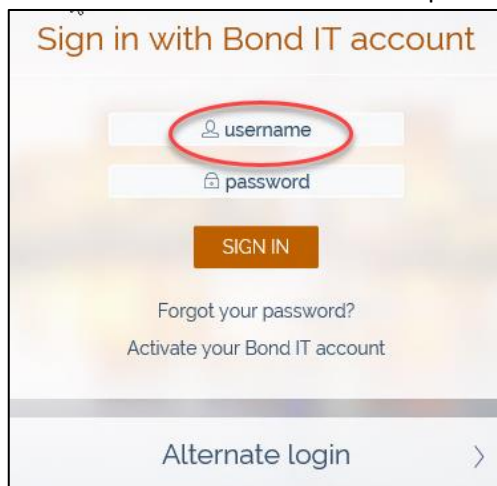 Sign in with Bond IT account
username
password
SIGN IN
Forgot your password?
Activate your Bond IT account
Alternate login